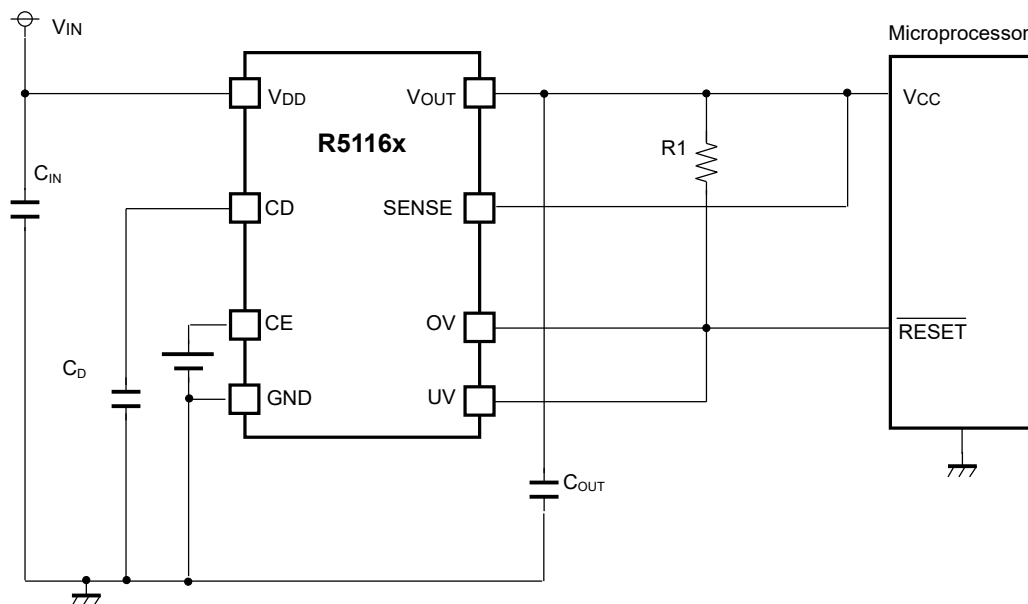 VIN
Microprocessor
VDD
VOUT
VCC
R5116x
R1
CIN
CD
SENSE
CE
OV
RESET
CD
GND
UV
COUT